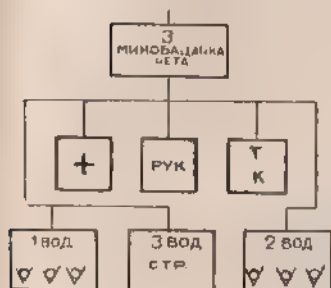 3
МИНОБАЦАЧКА
ЧЕТА
РУК
Т
К
1 ВОД
3 ВОД
СТР.
2 ВОД